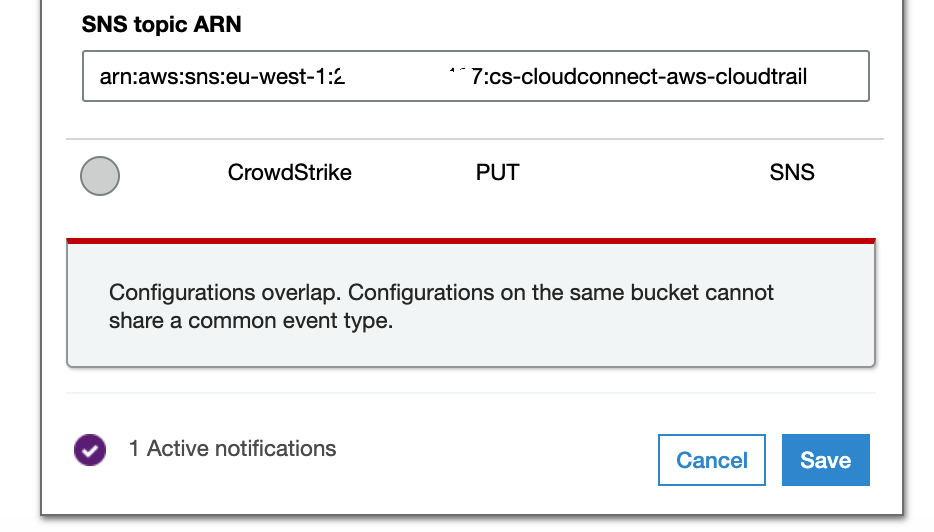 SNS topic ARN
arn:aws:sns:eu-west-1:2 7:cs-cloudconnect-aws-cloudtrail
CrowdStrike PUT SNS
Configurations overlap. Configurations on the same bucket cannot
share a common event type.
1 Active notifications
Cancel Save